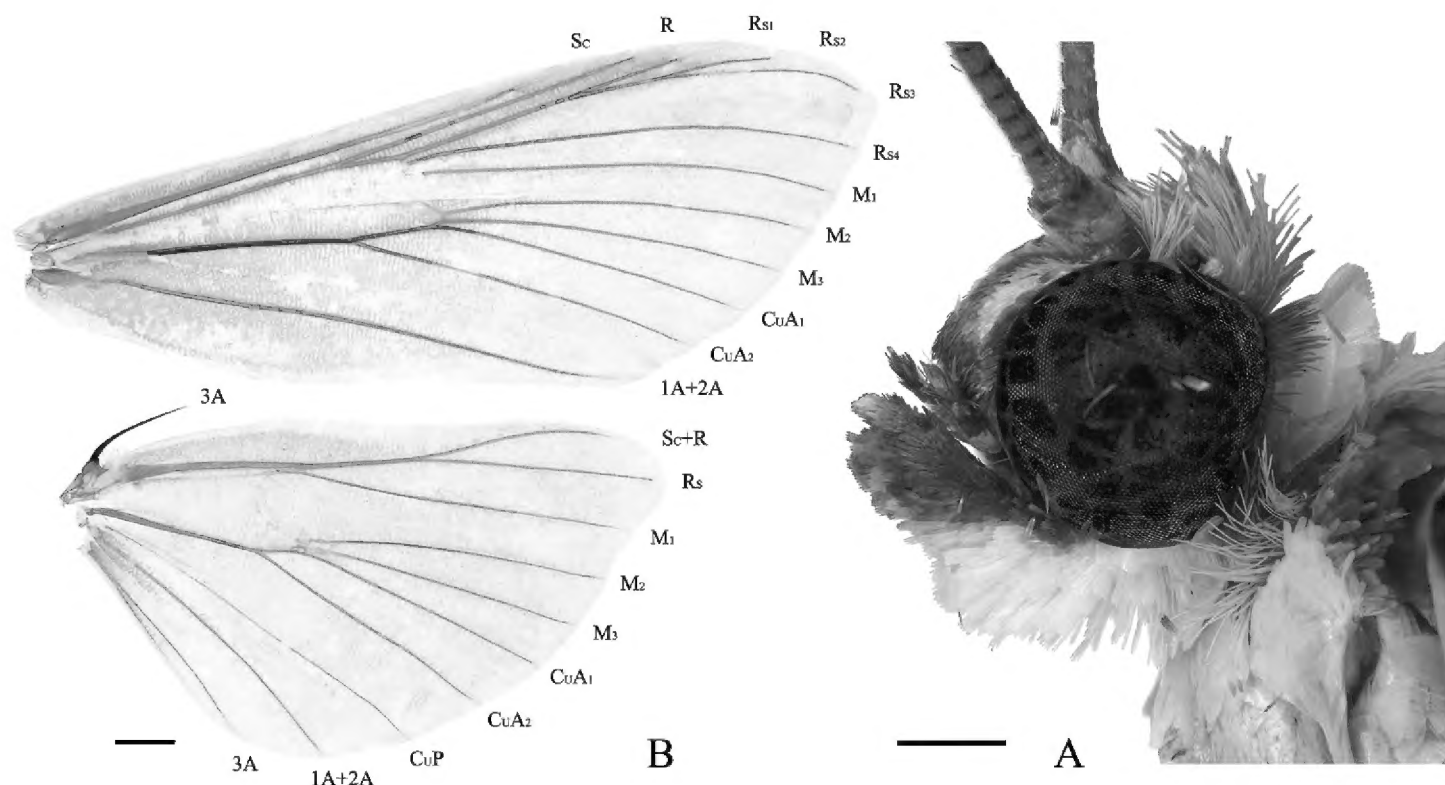 Sc
R
Rs1
Rs2
Rs3
Rs4
M1
M2
M3
CuA1
CuA2
1A+2A
3A
Sc+R
Rs
M1
M2
M3
CuA1
CuA2
CuP
1A+2A
3A
B
A